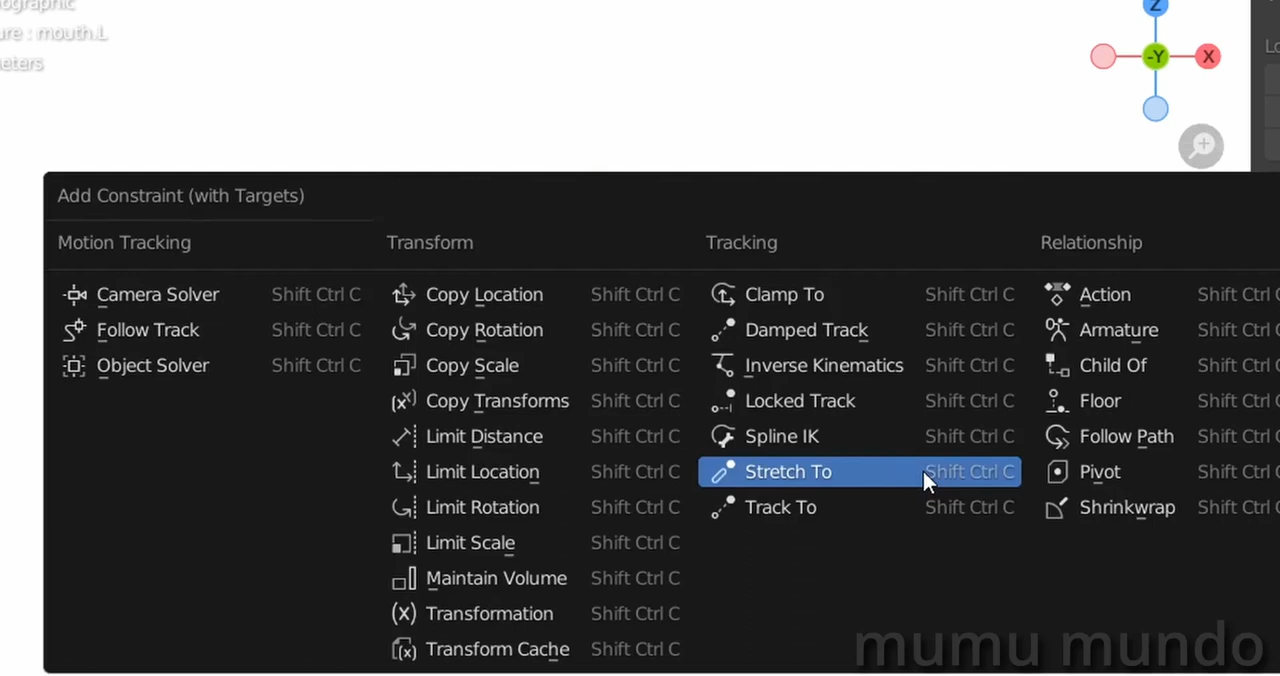 ographic
ure : mouth.L
eters
Z
-Y
X
Lo
Add Constraint (with Targets)
Motion Tracking
Camera Solver Shift Ctrl C
Follow Track Shift Ctrl C
Object Solver Shift Ctrl C
Transform
Copy Location Shift Ctrl C
Copy Rotation Shift Ctrl C
Copy Scale Shift Ctrl C
Copy Transforms Shift Ctrl C
Limit Distance Shift Ctrl C
Limit Location Shift Ctrl C
Limit Rotation Shift Ctrl C
Limit Scale Shift Ctrl C
Maintain Volume Shift Ctrl C
Transformation Shift Ctrl C
Transform Cache Shift Ctrl C
Tracking
Clamp To Shift Ctrl C
Damped Track Shift Ctrl C
Inverse Kinematics Shift Ctrl C
Locked Track Shift Ctrl C
Spline IK Shift Ctrl C
Stretch To Shift Ctrl C
Track To Shift Ctrl C
Relationship
Action Shift Ctrl C
Armature Shift Ctrl C
Child Of Shift Ctrl C
Floor Shift Ctrl C
Follow Path Shift Ctrl C
Pivot Shift Ctrl C
Shrinkwrap Shift Ctrl C
mumu mundo